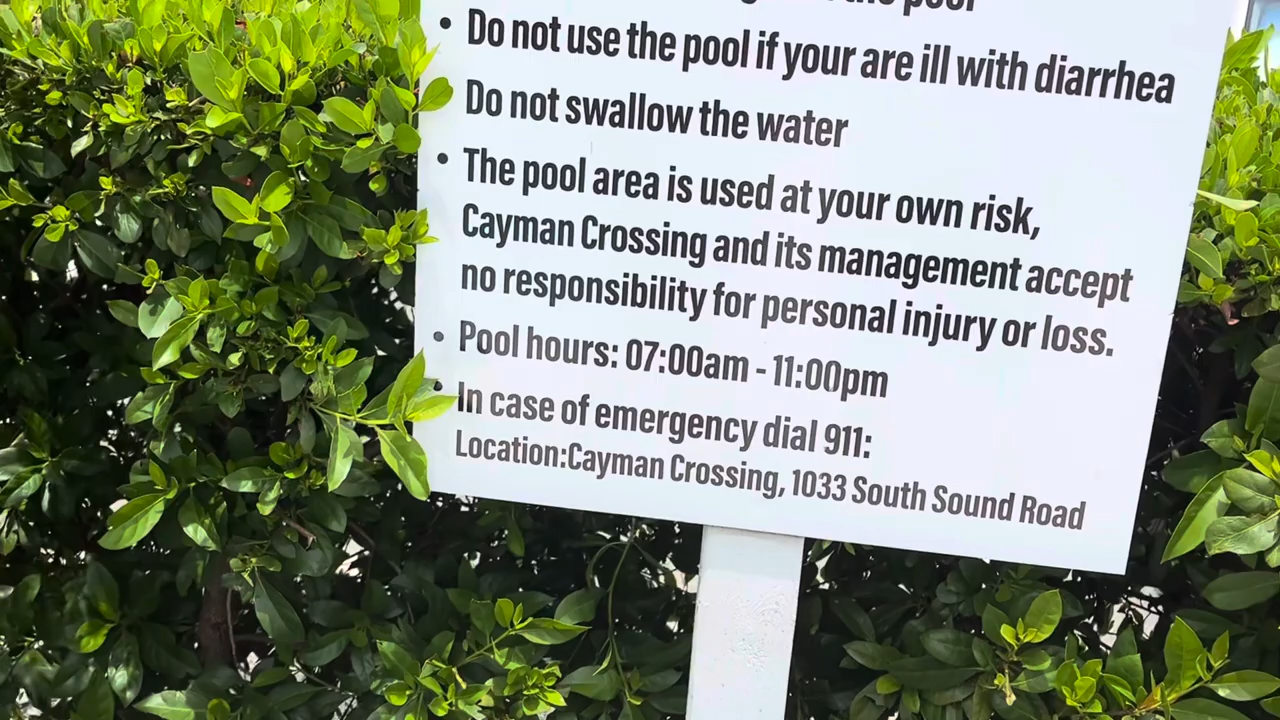 the pool
• Do not use the pool if your are ill with diarrhea
Do not swallow the water
• The pool area is used at your own risk,
Cayman Crossing and its management accept
no responsibility for personal injury or loss.
• Pool hours: 07:00am - 11:00pm
• In case of emergency dial 911:
Location:Cayman Crossing, 1033 South Sound Road